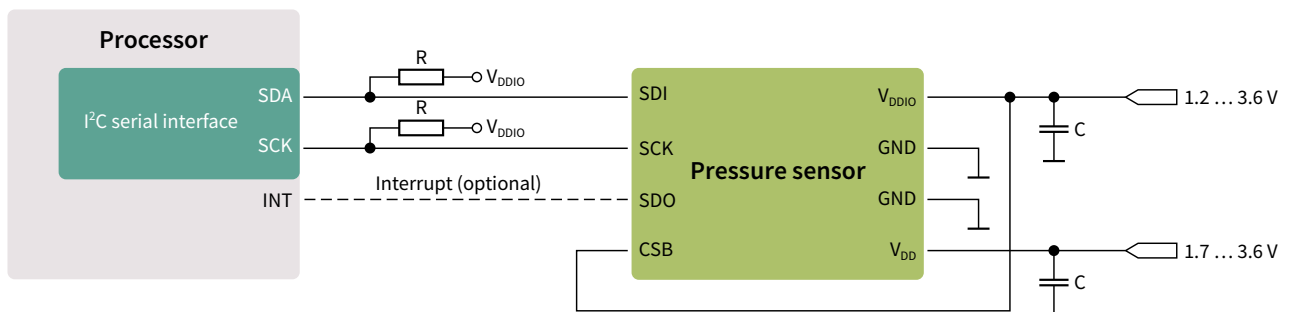 Processor
I²C serial interface
SDA
SCK
INT
R
V_DDIO
R
V_DDIO
Interrupt (optional)
Pressure sensor
SDI
SCK
SDO
CSB
V_DDIO
GND
GND
V_DD
1.2 … 3.6 V
C
1.7 … 3.6 V
C